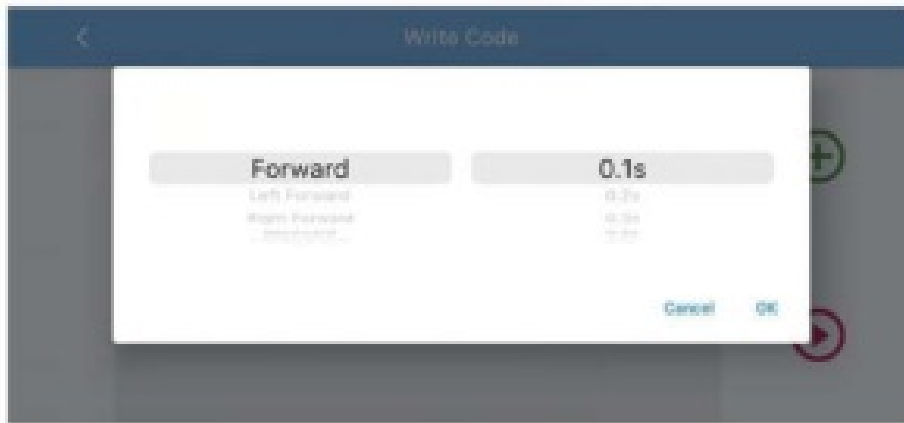 Write Code
Forward 0.1s
Left Forward 0.2s
Right Forward 0.3s
Cancel OK